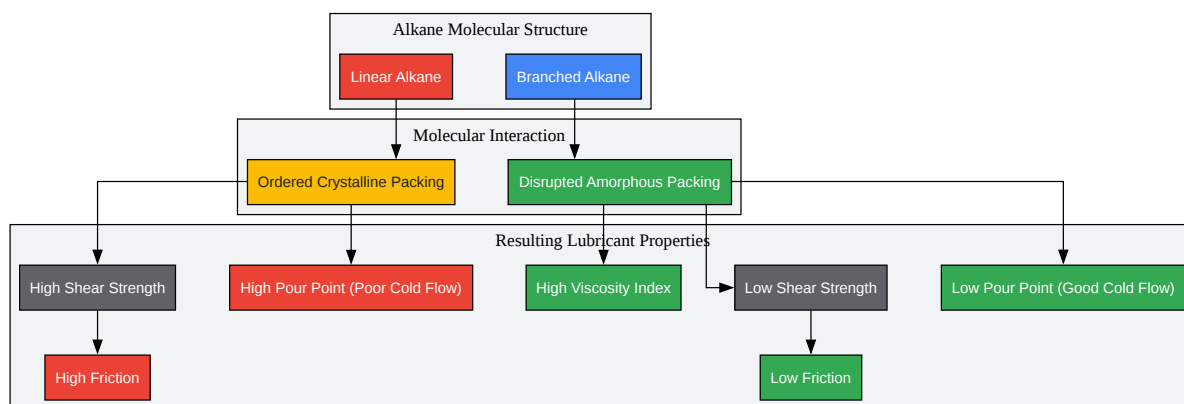 Alkane Molecular Structure
Linear Alkane
Branched Alkane
Molecular Interaction
Ordered Crystalline Packing
Disrupted Amorphous Packing
Resulting Lubricant Properties
High Shear Strength
High Pour Point (Poor Cold Flow)
High Viscosity Index
Low Shear Strength
Low Pour Point (Good Cold Flow)
High Friction
Low Friction